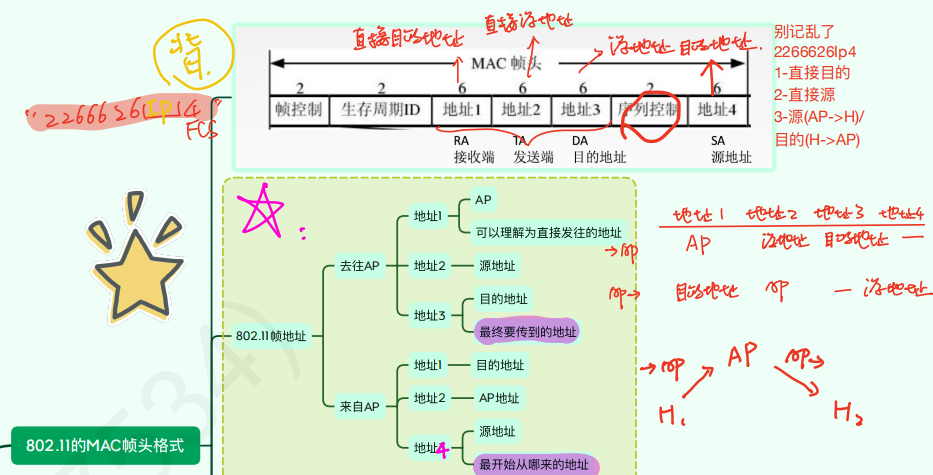 背
直接目的地址 直接源地址
源地址 目的地址
MAC 帧头
2 2 6 6 6 2 6
帧控制 生存周期ID 地址1 地址2 地址3 序列控制 地址4
RA TA DA SA
接收端 发送端 目的地址 源地址
别记乱了
2266626Ip4
1-直接目的
2-直接源
3-源(AP->H)/
目的(H->AP)
"2266626IP14"
FCS
802.11的MAC帧头格式
802.11帧地址
去往AP
地址1
AP
可以理解为直接发往的地址
地址2
源地址
地址3
目的地址
最终要传到的地址
来自AP
地址1
目的地址
地址2
AP地址
地址4
源地址
最开始从哪来的地址
地址1 地址2 地址3 地址4
→AP AP 源地址 目的地址 —
AP→ 目的地址 AP — 源地址
→AP AP AP→
H1 H2